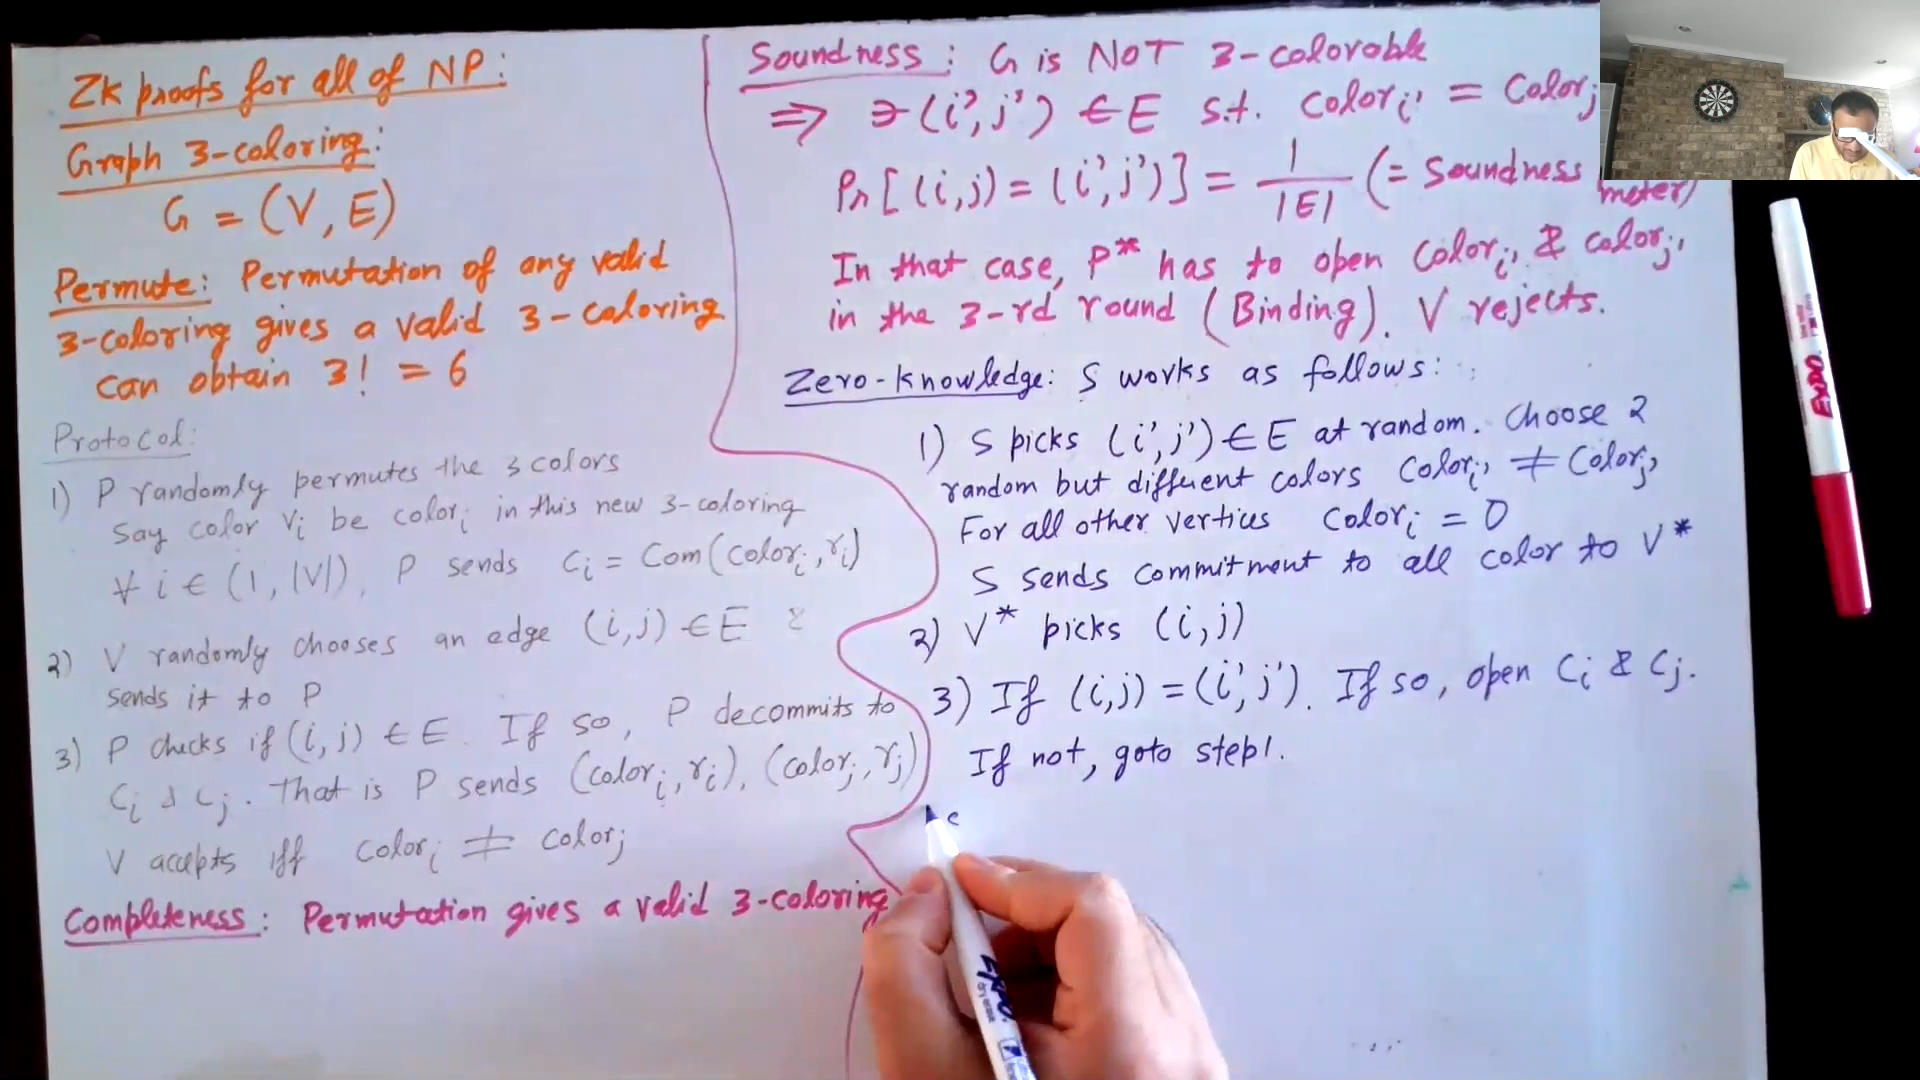 ZK proofs for all of NP:
Graph 3-coloring:
G = (V, E)
Permute: Permutation of any valid
3-coloring gives a valid 3-coloring
can obtain 3! = 6
Protocol:
1) P randomly permutes the 3 colors
Say color vᵢ be colorᵢ in this new 3-coloring
∀ i ∈ (1, |V|), P sends Cᵢ = Com(colorᵢ, rᵢ)
2) V randomly chooses an edge (i, j) ∈ E &
sends it to P
3) P checks if (i, j) ∈ E. If so, P decommits to
Cᵢ & Cⱼ. That is P sends (colorᵢ, rᵢ), (colorⱼ, rⱼ)
V accepts iff colorᵢ ≠ colorⱼ
Completeness: Permutation gives a valid 3-coloring
Soundness: G is NOT 3-colorable
⇒ ∃ (i', j') ∈ E s.t. colorᵢ' = colorⱼ
Pr[(i, j) = (i', j')] = 1/|E| (= Soundness
meter)
In that case, P* has to open colorᵢ' & colorⱼ'
in the 3-rd round (Binding). V rejects.
Zero-knowledge: S works as follows:
1) S picks (i', j') ∈ E at random. Choose 2
random but different colors colorᵢ' ≠ colorⱼ'
For all other vertices colorᵢ = 0
S sends commitment to all color to V*
2) V* picks (i, j)
3) If (i, j) = (i', j'). If so, open Cᵢ & Cⱼ.
If not, goto step 1.
EXPO
EXPO